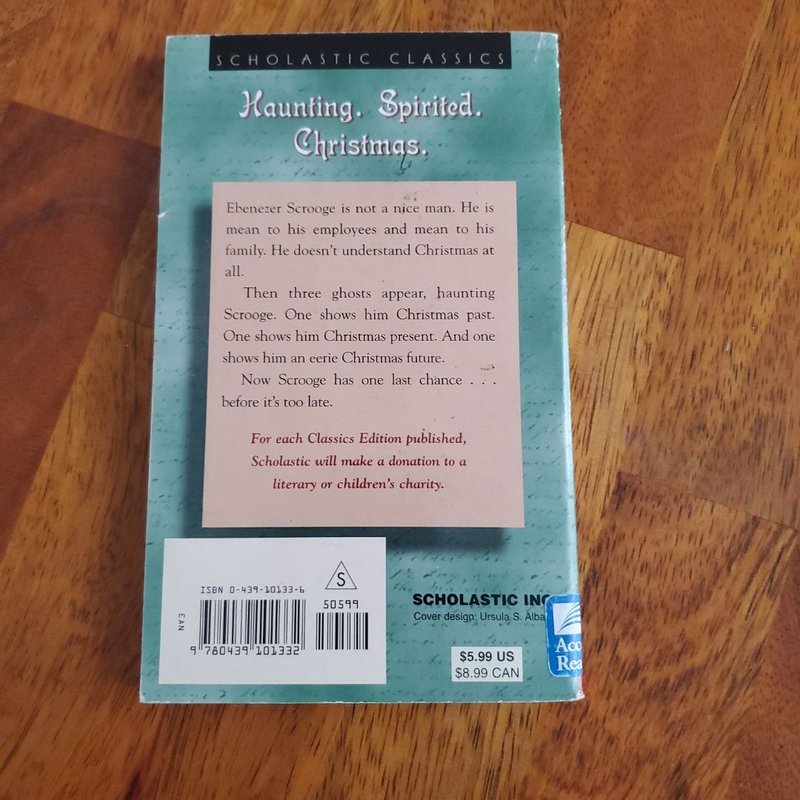 SCHOLASTIC CLASSICS
Haunting. Spirited.
Christmas.
Ebenezer Scrooge is not a nice man. He is
mean to his employees and mean to his
family. He doesn't understand Christmas at
all.
Then three ghosts appear, haunting
Scrooge. One shows him Christmas past.
One shows him Christmas present. And one
shows him an eerie Christmas future.
Now Scrooge has one last chance . . .
before it's too late.
For each Classics Edition published,
Scholastic will make a donation to a
literary or children's charity.
ISBN 0-439-10133-6
S
50599
EAN
9 780439 101332
SCHOLASTIC INC
Cover design: Ursula S. Alba
$5.99 US
$8.99 CAN
Acc
Rea